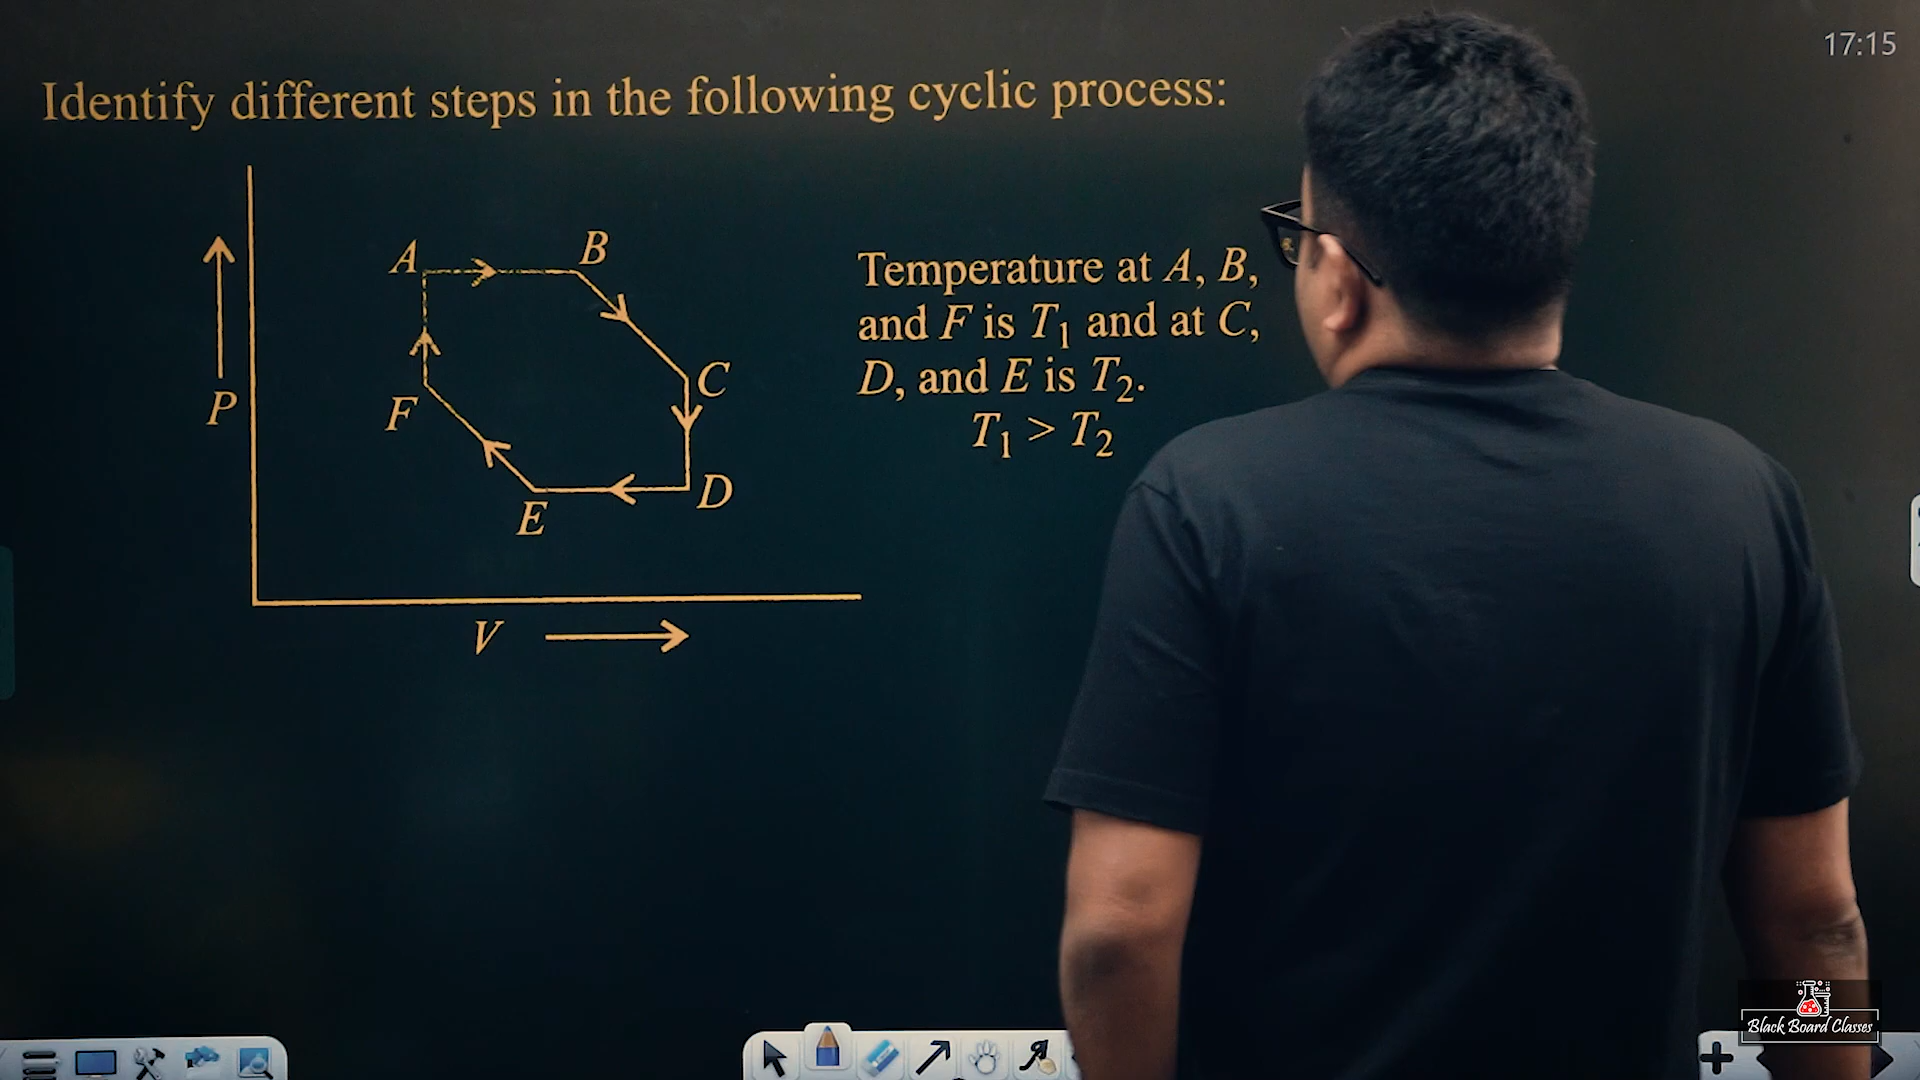 17:15
Identify different steps in the following cyclic process:
A
B
C
D
E
F
P
V
Temperature at A, B,
and F is T₁ and at C,
D, and E is T₂.
T₁ > T₂
Black Board Classes